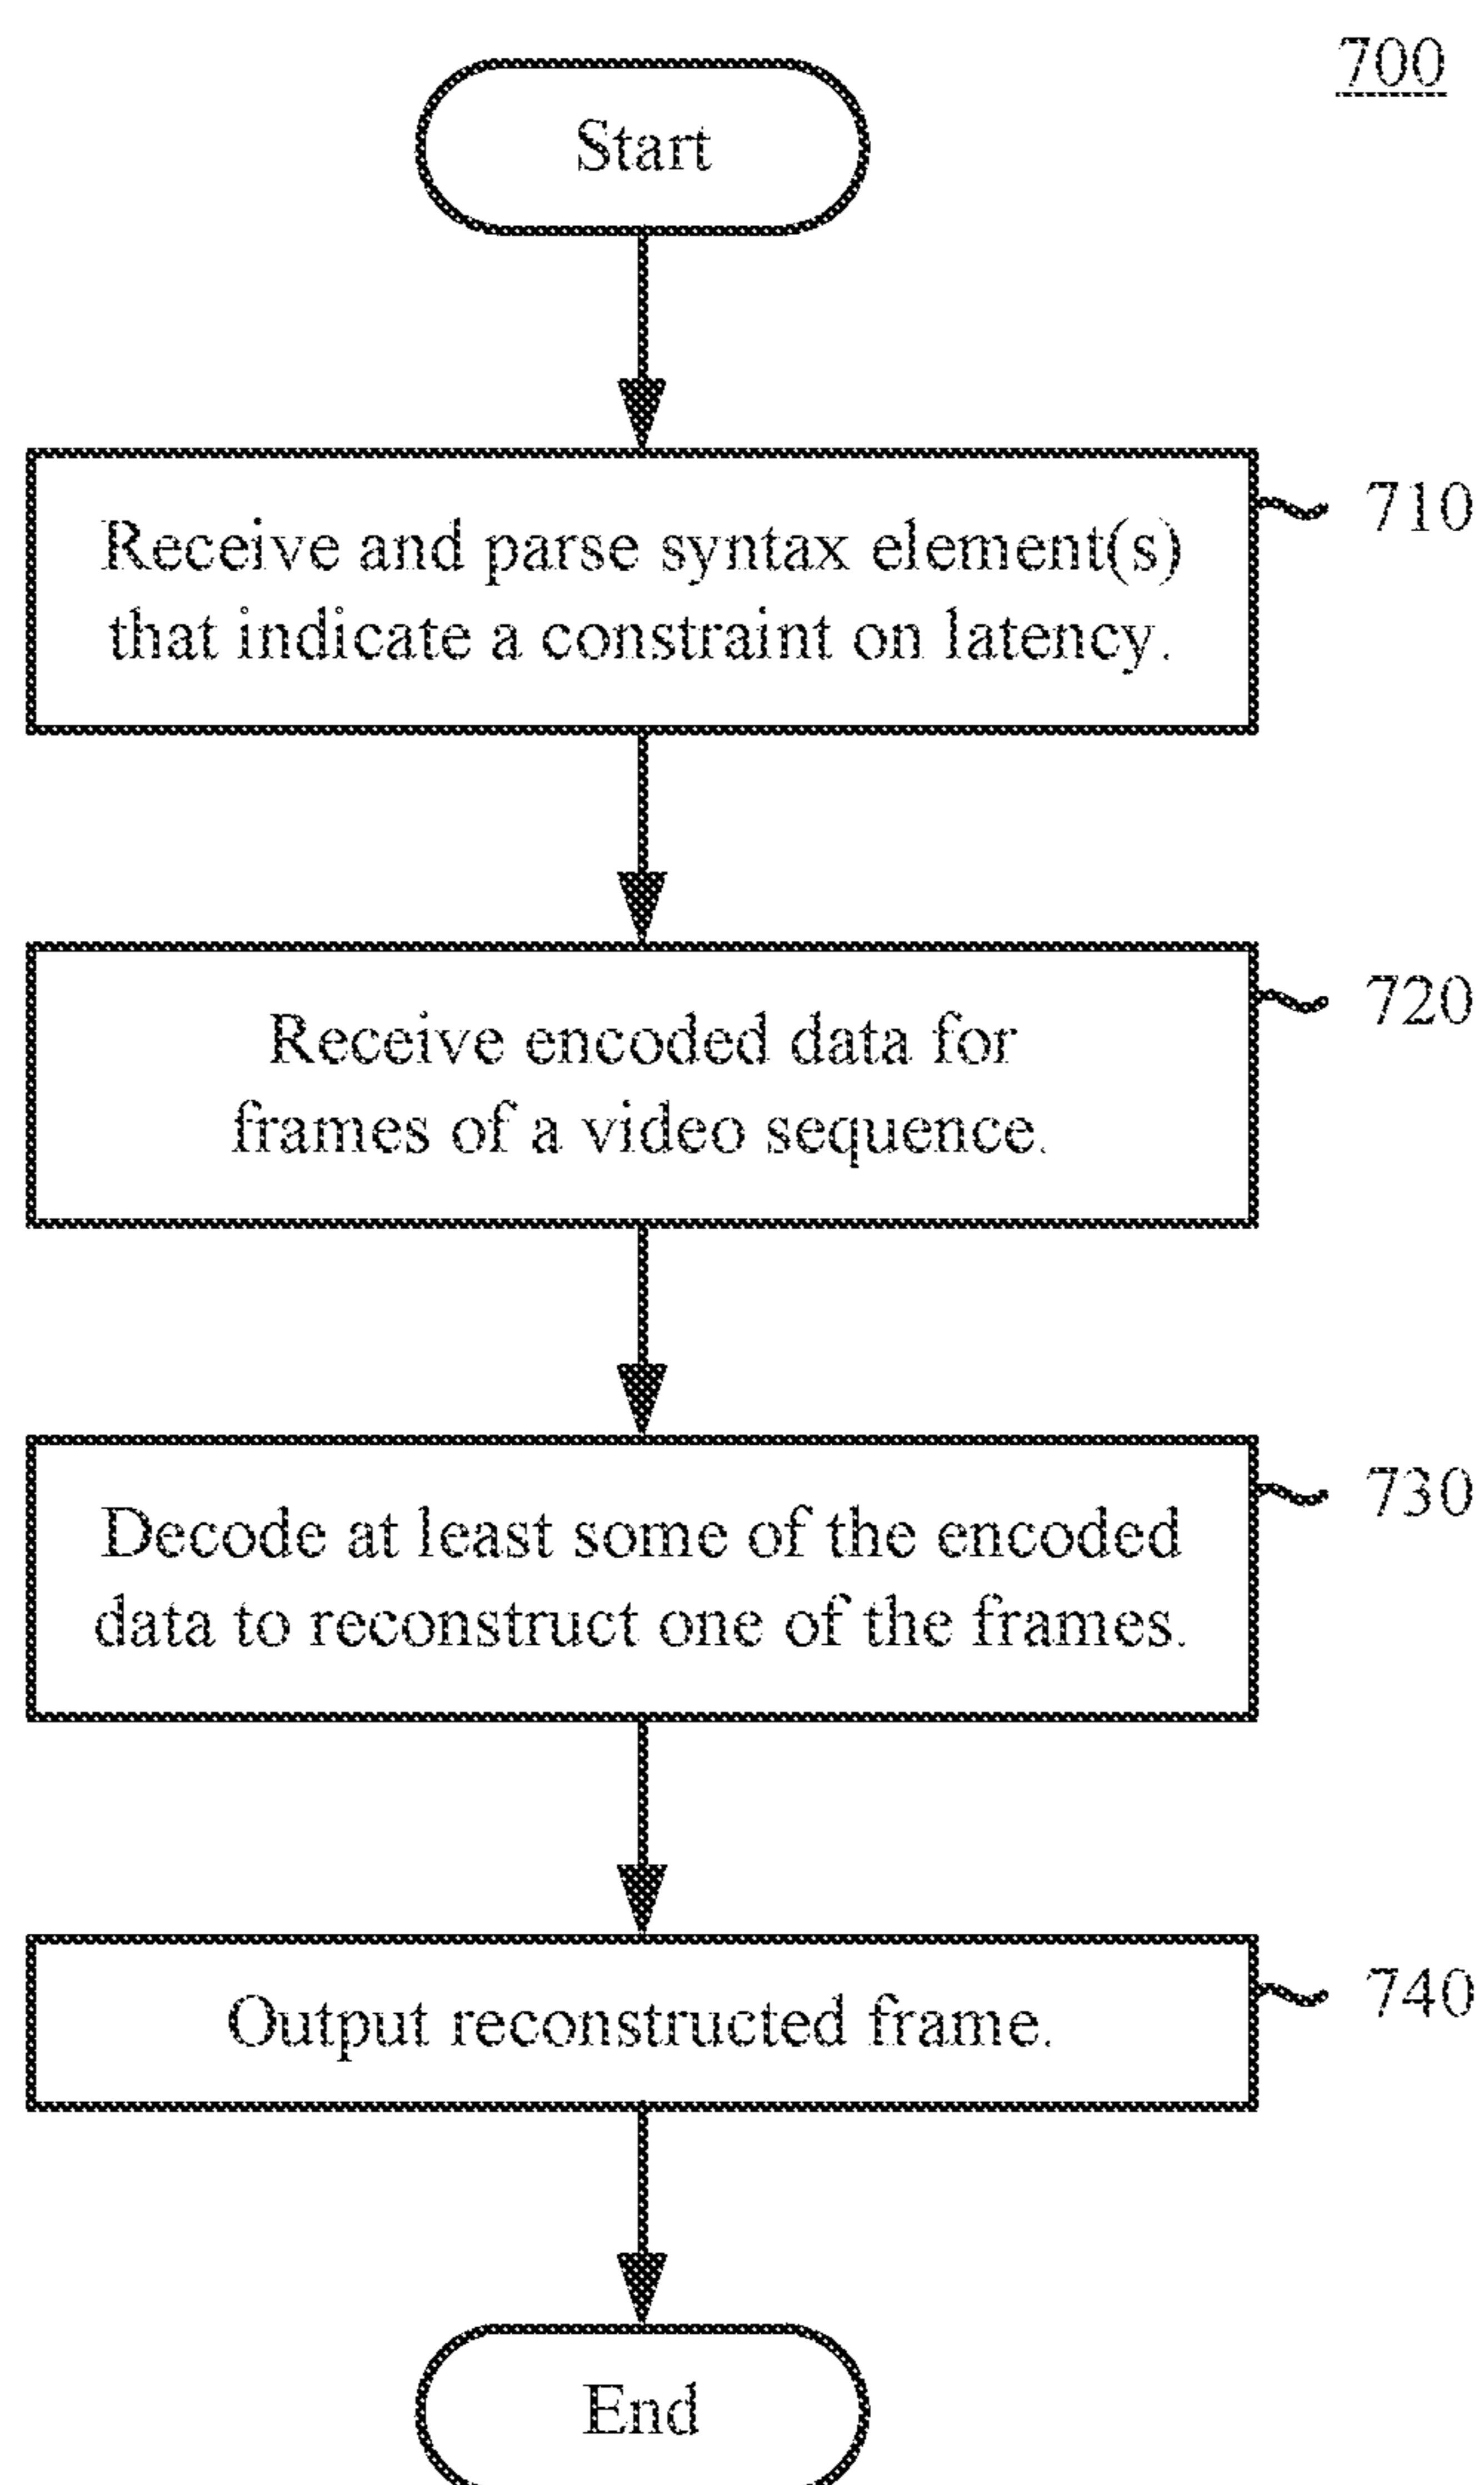 700
Start
Receive and parse syntax element(s)
that indicate a constraint on latency.
710
Receive encoded data for
frames of a video sequence.
720
Decode at least some of the encoded
data to reconstruct one of the frames.
730
Output reconstructed frame.
740
End